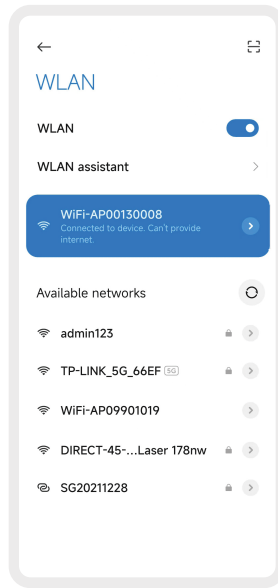 WLAN
WLAN
WLAN assistant
WiFi-AP00130008
Connected to device. Can't provide
internet.
Available networks
admin123
TP-LINK_5G_66EF 5G
WiFi-AP09901019
DIRECT-45-...Laser 178nw
SG20211228